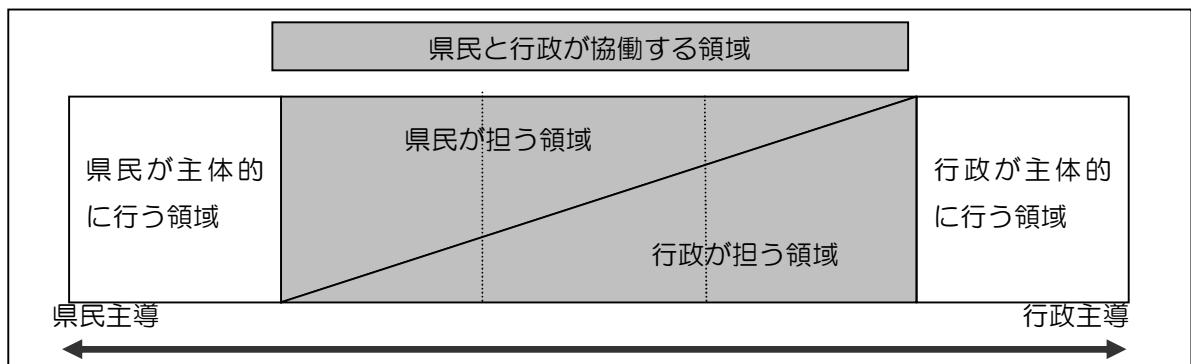 県民と行政が協働する領域
県民が担う領域
県民が主体的
に行う領域
行政が主体的
に行う領域
行政が担う領域
県民主導
行政主導